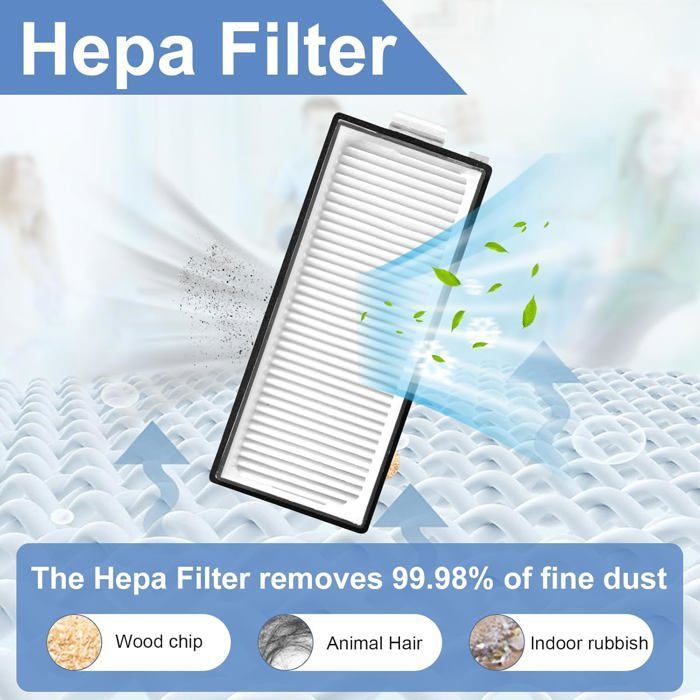 Hepa Filter
The Hepa Filter removes 99.98% of fine dust
Wood chip
Animal Hair
Indoor rubbish